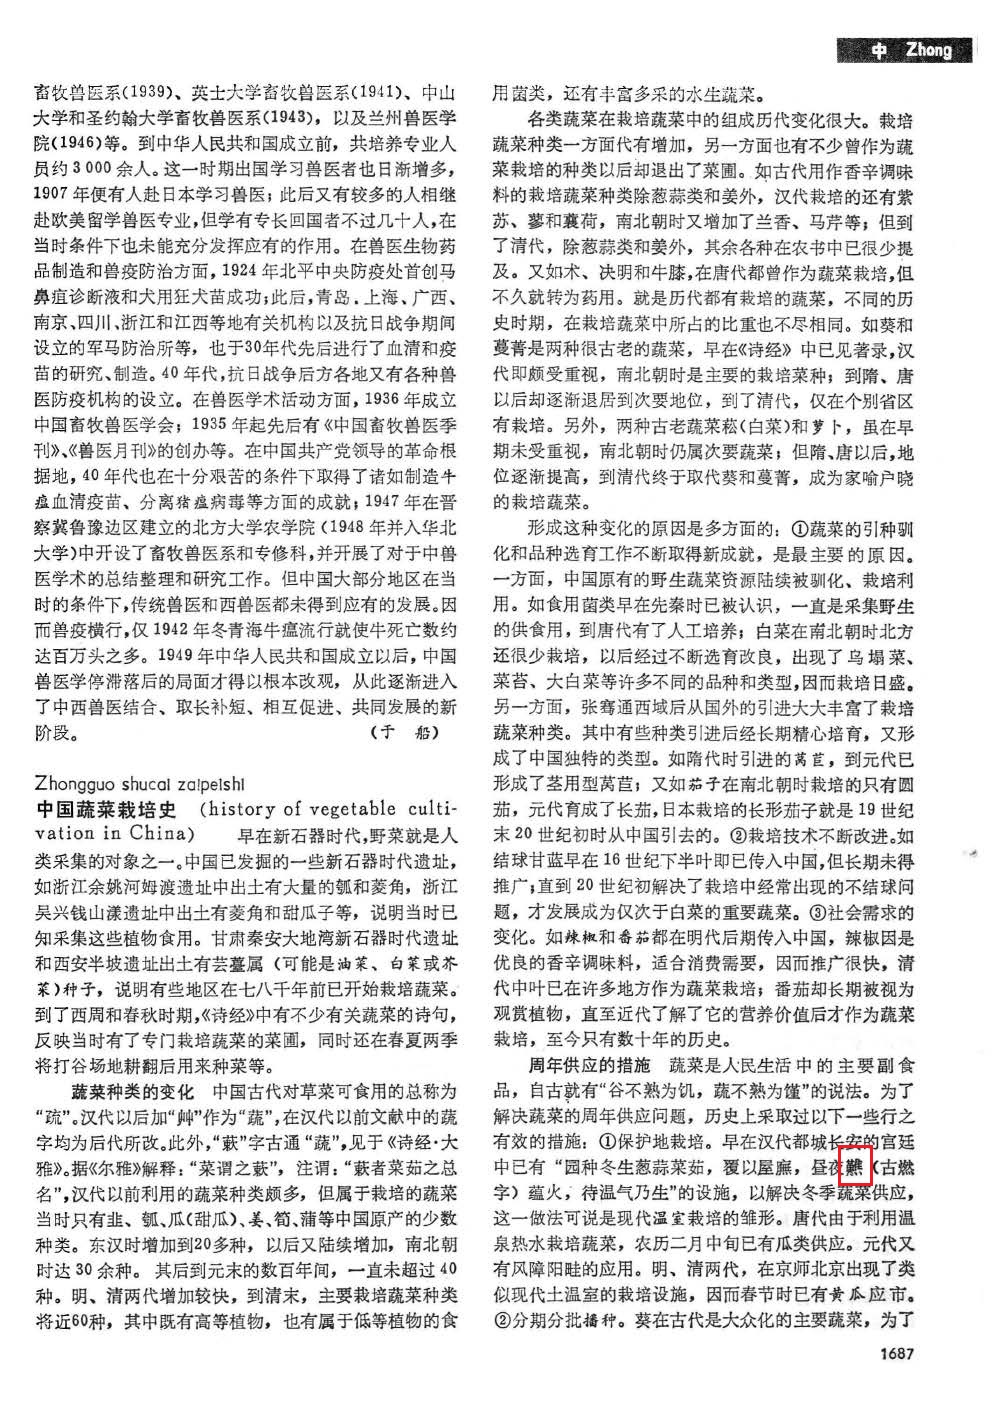 中 Zhong
畜牧兽医系(1939)、英士大学畜牧兽医系(1941)、中山
大学和圣约翰大学畜牧兽医系(1943)，以及兰州兽医学
院(1946)等。到中华人民共和国成立前，共培养专业人
员约3 000余人。这一时期出国学习兽医者也日渐增多，
1907年便有人赴日本学习兽医；此后又有较多的人相继
赴欧美留学兽医专业，但学有专长回国者不过几十人，在
当时条件下也未能充分发挥应有的作用。在兽医生物药
品制造和兽疫防治方面，1924年北平中央防疫处首创马
鼻疽诊断液和犬用狂犬苗成功；此后，青岛．上海、广西、
南京、四川、浙江和江西等地有关机构以及抗日战争期间
设立的军马防治所等，也于30年代先后进行了血清和疫
苗的研究、制造。40年代，抗日战争后方各地又有各种兽
医防疫机构的设立。在兽医学术活动方面，1936年成立
中国畜牧兽医学会；1935年起先后有《中国畜牧兽医季
刊》、《兽医月刊》的创办等。在中国共产党领导的革命根
据地，40年代也在十分艰苦的条件下取得了诸如制造牛
瘟血清疫苗、分离猪瘟病毒等方面的成就；1947年在晋
察冀鲁豫边区建立的北方大学农学院（1948年并入华北
大学）中开设了畜牧兽医系和专修科，并开展了对于中兽
医学术的总结整理和研究工作。但中国大部分地区在当
时的条件下，传统兽医和西兽医都未得到应有的发展。因
而兽疫横行，仅1942年冬青海牛瘟流行就使牛死亡数约
达百万头之多。1949年中华人民共和国成立以后，中国
兽医学停滞落后的局面才得以根本改观，从此逐渐进入
了中西兽医结合、取长补短、相互促进、共同发展的新
阶段。 （于 船）
Zhongguo shucai zaipeishi
中国蔬菜栽培史 (history of vegetable culti-
vation in China) 早在新石器时代，野菜就是人
类采集的对象之一。中国已发掘的一些新石器时代遗址，
如浙江余姚河姆渡遗址中出土有大量的瓠和菱角，浙江
吴兴钱山漾遗址中出土有菱角和甜瓜子等，说明当时已
知采集这些植物食用。甘肃秦安大地湾新石器时代遗址
和西安半坡遗址出土有芸薹属（可能是油菜、白菜或芥
菜）种子，说明有些地区在七八千年前已开始栽培蔬菜。
到了西周和春秋时期，《诗经》中有不少有关蔬菜的诗句，
反映当时有了专门栽培蔬菜的菜圃，同时还在春夏两季
将打谷场地耕翻后用来种菜等。
蔬菜种类的变化 中国古代对草菜可食用的总称为
“疏”。汉代以后加“艸”作为“蔬”，在汉代以前文献中的蔬
字均为后代所改。此外，“蔌”字古通“蔬”，见于《诗经·大
雅》。据《尔雅》解释：“菜谓之蔌”，注谓：“蔌者菜茹之总
名”，汉代以前利用的蔬菜种类颇多，但属于栽培的蔬菜
当时只有韭、瓠、瓜(甜瓜)、姜、筍、蒲等中国原产的少数
种类。东汉时增加到20多种，以后又陆续增加，南北朝
时达30余种。其后到元末的数百年间，一直未超过40
种。明、清两代增加较快，到清末，主要栽培蔬菜种类
将近60种，其中既有高等植物，也有属于低等植物的食
用菌类，还有丰富多采的水生蔬菜。
各类蔬菜在栽培蔬菜中的组成历代变化很大。栽培
蔬菜种类一方面代有增加，另一方面也有不少曾作为蔬
菜栽培的种类以后却退出了菜圃。如古代用作香辛调味
料的栽培蔬菜种类除葱蒜类和姜外，汉代栽培的还有紫
苏、蓼和蘘荷，南北朝时又增加了兰香、马芹等；但到
了清代，除葱蒜类和姜外，其余各种在农书中已很少提
及。又如术、决明和牛膝，在唐代都曾作为蔬菜栽培，但
不久就转为药用。就是历代都有栽培的蔬菜，不同的历
史时期，在栽培蔬菜中所占的比重也不尽相同。如葵和
蔓菁是两种很古老的蔬菜，早在《诗经》中已见著录，汉
代即颇受重视，南北朝时是主要的栽培菜种；到隋、唐
以后却逐渐退居到次要地位，到了清代，仅在个别省区
有栽培。另外，两种古老蔬菜菘(白菜)和萝卜，虽在早
期未受重视，南北朝时仍属次要蔬菜；但隋、唐以后，地
位逐渐提高，到清代终于取代葵和蔓菁，成为家喻户晓
的栽培蔬菜。
形成这种变化的原因是多方面的：①蔬菜的引种驯
化和品种选育工作不断取得新成就，是最主要的原因。
一方面，中国原有的野生蔬菜资源陆续被驯化、栽培利
用。如食用菌类早在先秦时已被认识，一直是采集野生
的供食用，到唐代有了人工培养；白菜在南北朝时北方
还很少栽培，以后经过不断选育改良，出现了乌塌菜、
菜苔、大白菜等许多不同的品种和类型，因而栽培日盛。
另一方面，张骞通西域后从国外的引进大大丰富了栽培
蔬菜种类。其中有些种类引进后经长期精心培育，又形
成了中国独特的类型。如隋代时引进的莴苣，到元代已
形成了茎用型莴苣；又如茄子在南北朝时栽培的只有圆
茄，元代育成了长茄，日本栽培的长形茄子就是19世纪
末20世纪初时从中国引去的。②栽培技术不断改进。如
结球甘蓝早在16世纪下半叶即已传入中国，但长期未得
推广；直到20世纪初解决了栽培中经常出现的不结球问
题，才发展成为仅次于白菜的重要蔬菜。③社会需求的
变化。如辣椒和番茄都在明代后期传入中国，辣椒因是
优良的香辛调味料，适合消费需要，因而推广很快，清
代中叶已在许多地方作为蔬菜栽培；番茄却长期被视为
观赏植物，直至近代了解了它的营养价值后才作为蔬菜
栽培，至今只有数十年的历史。
周年供应的措施 蔬菜是人民生活中的主要副食
品，自古就有“谷不熟为饥，蔬不熟为馑”的说法。为了
解决蔬菜的周年供应问题，历史上采取过以下一些行之
有效的措施：①保护地栽培。早在汉代都城长安的宫廷
中已有“园种冬生葱蒜菜茹，覆以屋庑，昼夜（古燃
字）蕴火，待温气乃生”的设施，以解决冬季蔬菜供应，
这一做法可说是现代温室栽培的雏形。唐代由于利用温
泉热水栽培蔬菜，农历二月中旬已有瓜类供应。元代又
有风障阳畦的应用。明、清两代，在京师北京出现了类
似现代土温室的栽培设施，因而春节时已有黄瓜应市。
②分期分批播种。葵在古代是大众化的主要蔬菜，为了
1687